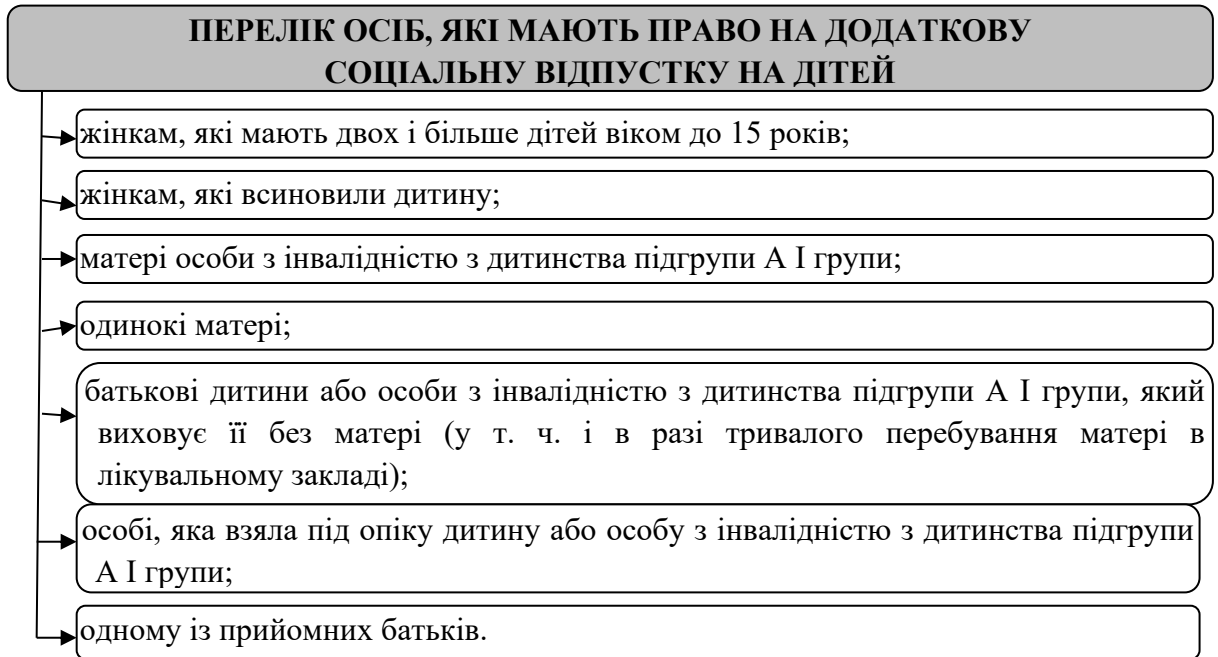 ПЕРЕЛІК ОСІБ, ЯКІ МАЮТЬ ПРАВО НА ДОДАТКОВУ
СОЦІАЛЬНУ ВІДПУСТКУ НА ДІТЕЙ
жінкам, які мають двох і більше дітей віком до 15 років;
жінкам, які всиновили дитину;
матері особи з інвалідністю з дитинства підгрупи А І групи;
одинокі матері;
батькові дитини або особи з інвалідністю з дитинства підгрупи А І групи, який
виховує її без матері (у т. ч. і в разі тривалого перебування матері в
лікувальному закладі);
особі, яка взяла під опіку дитину або особу з інвалідністю з дитинства підгрупи
А І групи;
одному із прийомних батьків.